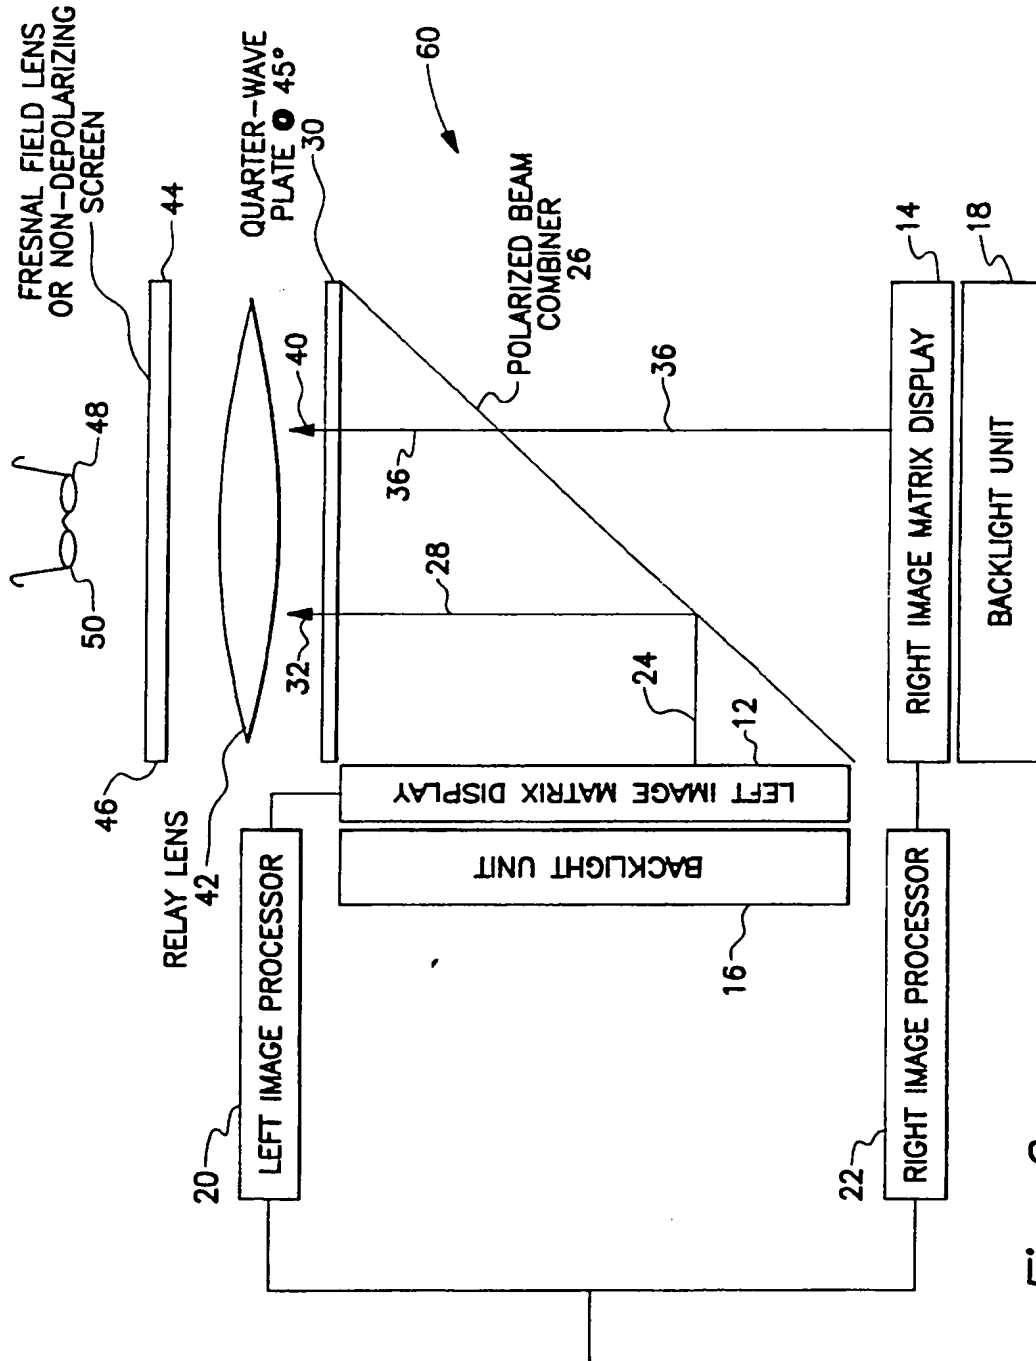 FRESNAL FIELD LENS
OR NON-DEPOLARIZING
SCREEN
44
46
48
50
QUARTER-WAVE
PLATE @ 45°
30
RELAY LENS
42
40
32
60
36
28
POLARIZED BEAM
COMBINER
26
24
12
36
LEFT IMAGE PROCESSOR
20
LEFT IMAGE MATRIX DISPLAY
BACKLIGHT UNIT
16
RIGHT IMAGE PROCESSOR
22
RIGHT IMAGE MATRIX DISPLAY
14
BACKLIGHT UNIT
18